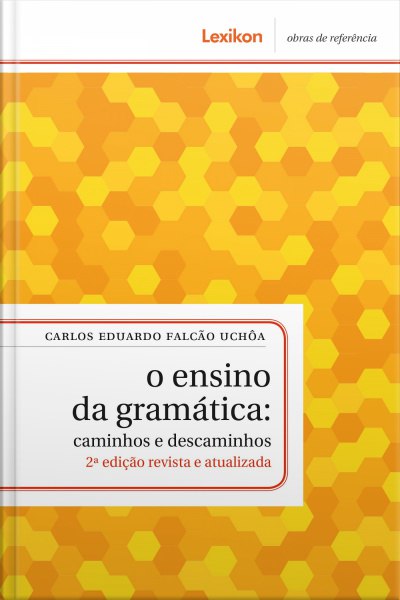 Lexikon
obras de referência
CARLOS EDUARDO FALCÃO UCHÔA
o ensino
da gramática:
caminhos e descaminhos
2ª edição revista e atualizada